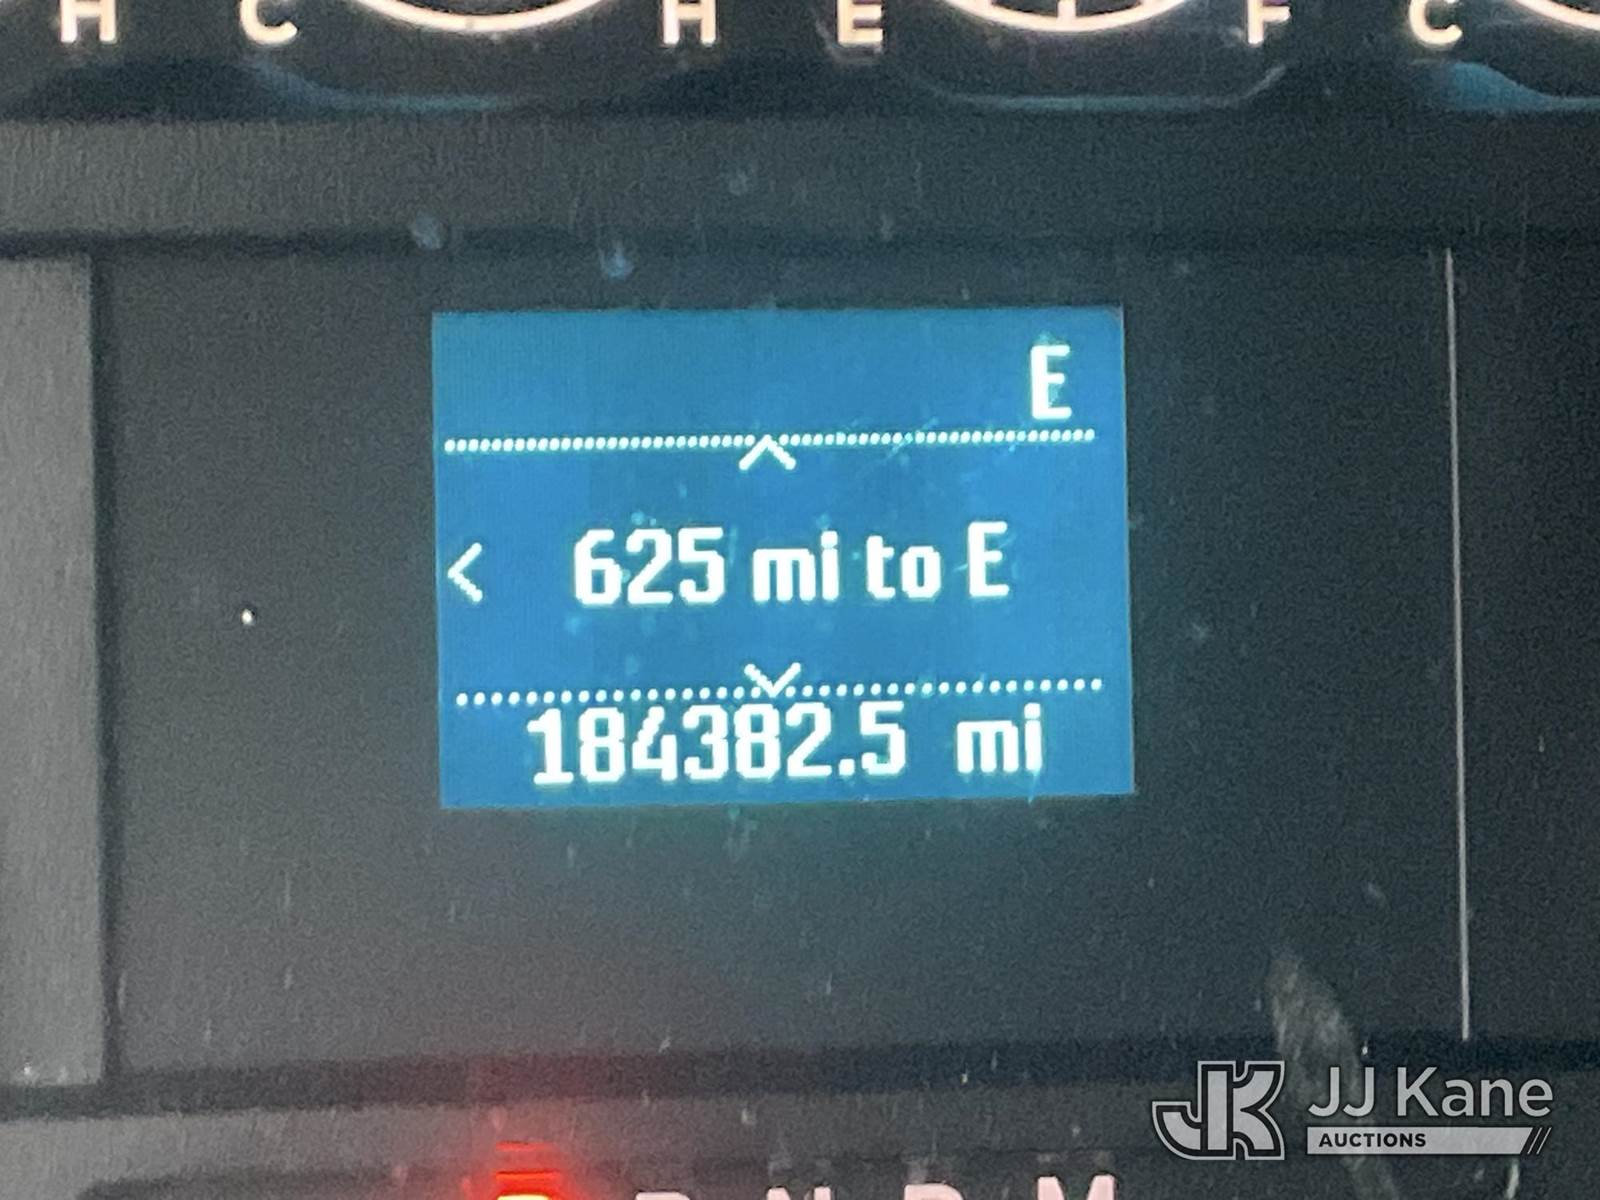 H C H E F C
E
< 625 mi to E
184382.5 mi
R N D M
JJ Kane
AUCTIONS